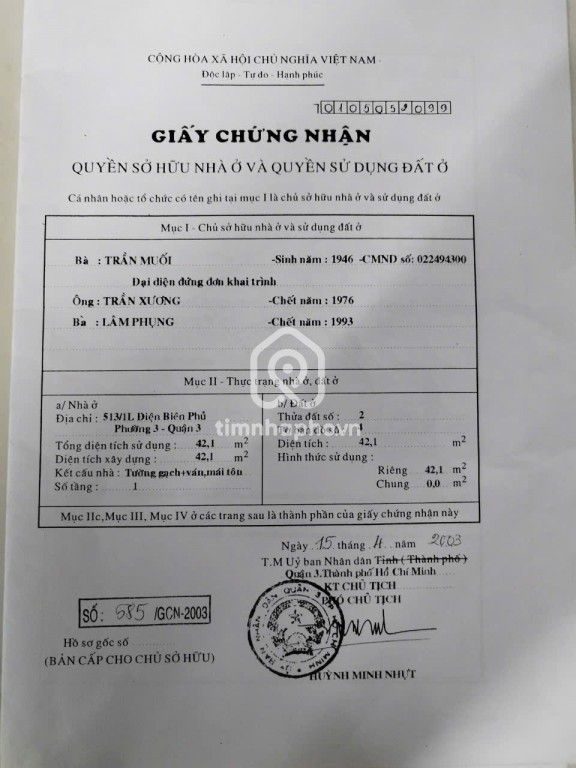 CÔNG HÒA XÃ HỘI CHỦ NGHĨA VIỆT NAM
Độc lập - Tự do - Hạnh phúc
70105052099
GIẤY CHỨNG NHẬN
QUYỀN SỞ HỮU NHÀ Ở VÀ QUYỀN SỬ DỤNG ĐẤT Ở
Cá nhân hoặc tổ chức có tên ghi tại mục I là chủ sở hữu nhà ở và sử dụng đất ở
Mục I - Chủ sở hữu nhà ở và sử dụng đất ở
Bà : TRẦN MUỐI -Sinh năm : 1946 -CMND số: 022494300
Đại diện đứng đơn khai trình
Ông : TRẦN XƯƠNG -Chết năm : 1976
Bà : LÂM PHỤNG -Chết năm : 1993
Mục II - Thực trạng nhà ở, đất ở
a/ Nhà ở b/ Đất ở
Địa chỉ : 513/1L Điện Biên Phủ Thửa đất số : 2
Phường 3 - Quận 3
timnhapho.vn
Tổng diện tích sử dụng : 42,1 m² Diện tích : 42,1 m²
Diện tích xây dựng : 42,1 m² Hình thức sử dụng :
Kết cấu nhà : Tường gạch+ván,mái tôn Riêng 42,1 m²
Số tầng : 1 Chung 0,0 m²
Mục IIc,Mục III, Mục IV ở các trang sau là thành phần của giấy chứng nhận này
Ngày 15 tháng 4 năm 2003
T.M Uỷ ban Nhân dân Tỉnh ( Thành phố )
Quận 3.Thành phố Hồ Chí Minh
KT CHỦ TỊCH
PHÓ CHỦ TỊCH
SỐ: 585 /GCN-2003
Hồ sơ gốc số
(BẢN CẤP CHO CHỦ SỞ HỮU)
HUỲNH MINH NHỰT